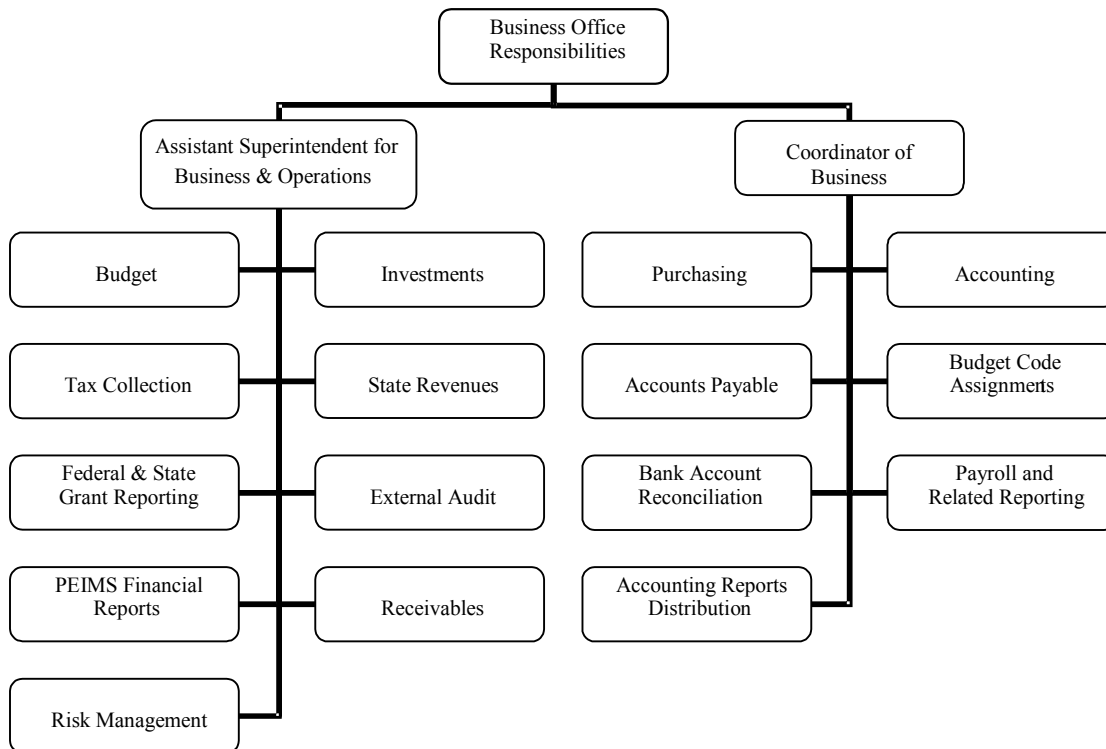 Business Office
Responsibilities
Assistant Superintendent for
Business & Operations
Coordinator of
Business
Budget
Investments
Purchasing
Accounting
Tax Collection
State Revenues
Accounts Payable
Budget Code
Assignments
Federal & State
Grant Reporting
External Audit
Bank Account
Reconciliation
Payroll and
Related Reporting
PEIMS Financial
Reports
Receivables
Accounting Reports
Distribution
Risk Management